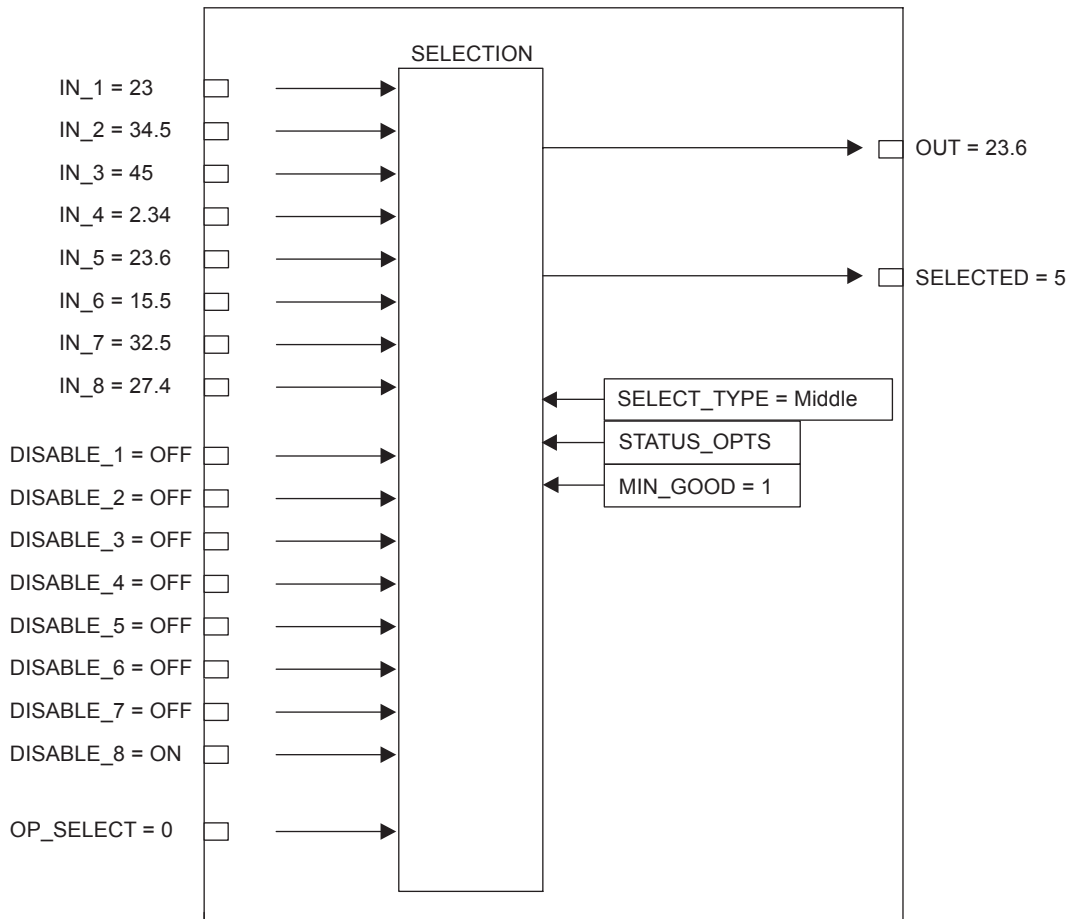 SELECTION
IN_1 = 23
IN_2 = 34.5
IN_3 = 45
IN_4 = 2.34
IN_5 = 23.6
IN_6 = 15.5
IN_7 = 32.5
IN_8 = 27.4
DISABLE_1 = OFF
DISABLE_2 = OFF
DISABLE_3 = OFF
DISABLE_4 = OFF
DISABLE_5 = OFF
DISABLE_6 = OFF
DISABLE_7 = OFF
DISABLE_8 = ON
OP_SELECT = 0
OUT = 23.6
SELECTED = 5
SELECT_TYPE = Middle
STATUS_OPTS
MIN_GOOD = 1